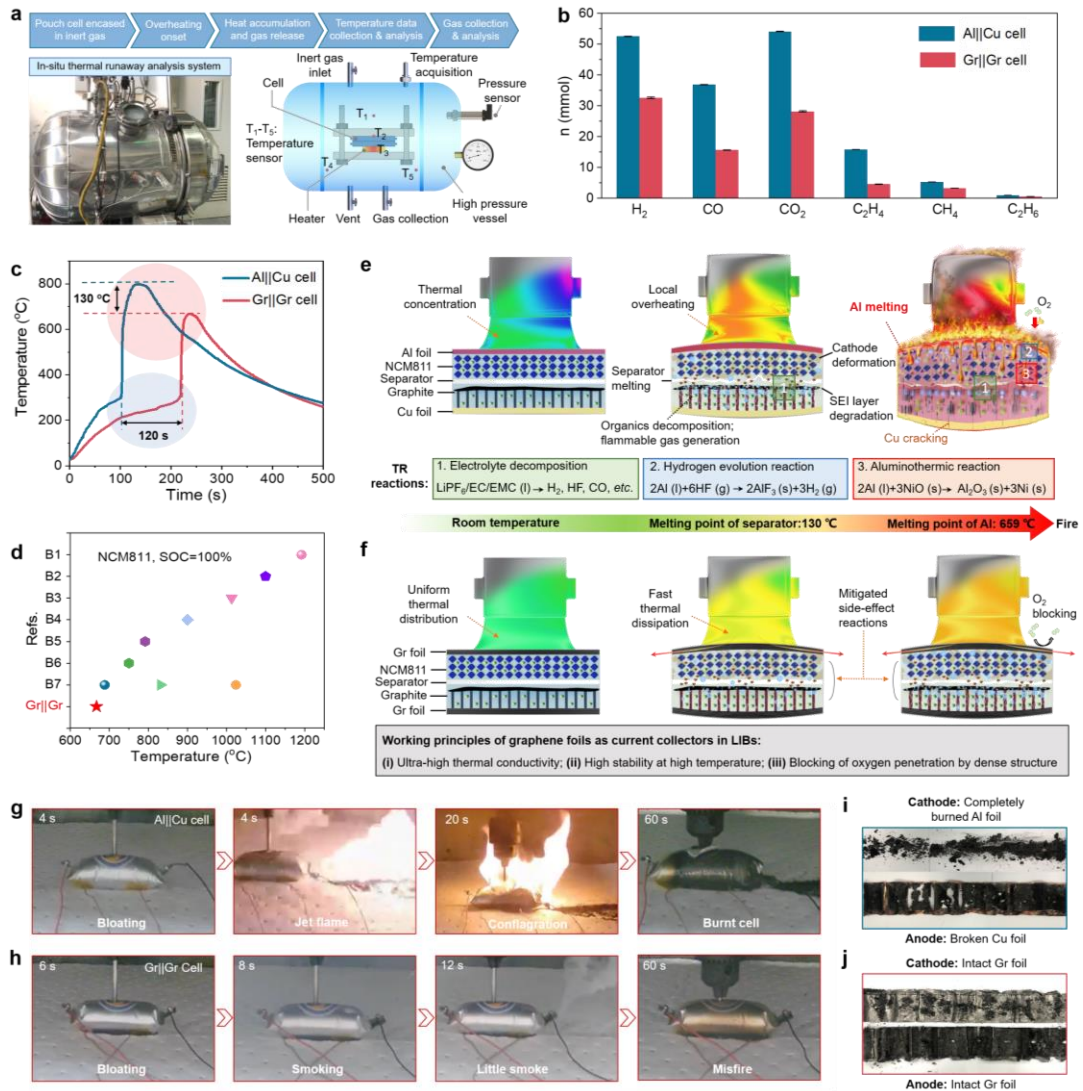 a
Pouch cell encased
in inert gas
Overheating
onset
Heat accumulation
and gas release
Temperature data
collection & analysis
Gas collection
& analysis
In-situ thermal runaway analysis system
Inert gas
inlet
Temperature
acquisition
Pressure
sensor
Cell
T₁-T₅:
Temperature
sensor
T₁
T₂
T₃
T₄
T₅
Heater
Vent
Gas collection
High pressure
vessel
b
n (mmol)
60
50
40
30
20
10
0
Al||Cu cell
Gr||Gr cell
H₂
CO
CO₂
C₂H₄
CH₄
C₂H₆
c
Temperature (°C)
800
600
400
200
0
130 °C
120 s
Al||Cu cell
Gr||Gr cell
0
100
200
300
400
500
Time (s)
d
NCM811, SOC=100%
Refs.
B1
B2
B3
B4
B5
B6
B7
Gr||Gr
600
700
800
900
1000
1100
1200
Temperature (°C)
e
Thermal
concentration
Al foil
NCM811
Separator
Graphite
Cu foil
Local
overheating
Separator
melting
1
Organics decomposition;
flammable gas generation
Cathode
deformation
SEI layer
degradation
Al melting
O₂
2
3
1
Cu cracking
TR
reactions:
1. Electrolyte decomposition
LiPF₆/EC/EMC (l)→ H₂, HF, CO, etc.
2. Hydrogen evolution reaction
2Al (l)+6HF (g) → 2AlF₃ (s)+3H₂ (g)
3. Aluminothermic reaction
2Al (l)+3NiO (s)→ Al₂O₃ (s)+3Ni (s)
Room temperature
Melting point of separator:130 ℃
Melting point of Al: 659 ℃
Fire
f
Uniform
thermal
distribution
Gr foil
NCM811
Separator
Graphite
Gr foil
Fast
thermal
dissipation
Mitigated
side-effect
reactions
O₂
blocking
Working principles of graphene foils as current collectors in LIBs:
(i) Ultra-high thermal conductivity; (ii) High stability at high temperature; (iii) Blocking of oxygen penetration by dense structure
g
4 s
Al||Cu cell
Bloating
4 s
Jet flame
20 s
Conflagration
60 s
Burnt cell
h
6 s
Gr||Gr Cell
Bloating
8 s
Smoking
12 s
Little smoke
60 s
Misfire
i
Cathode: Completely
burned Al foil
Anode: Broken Cu foil
j
Cathode: Intact Gr foil
Anode: Intact Gr foil